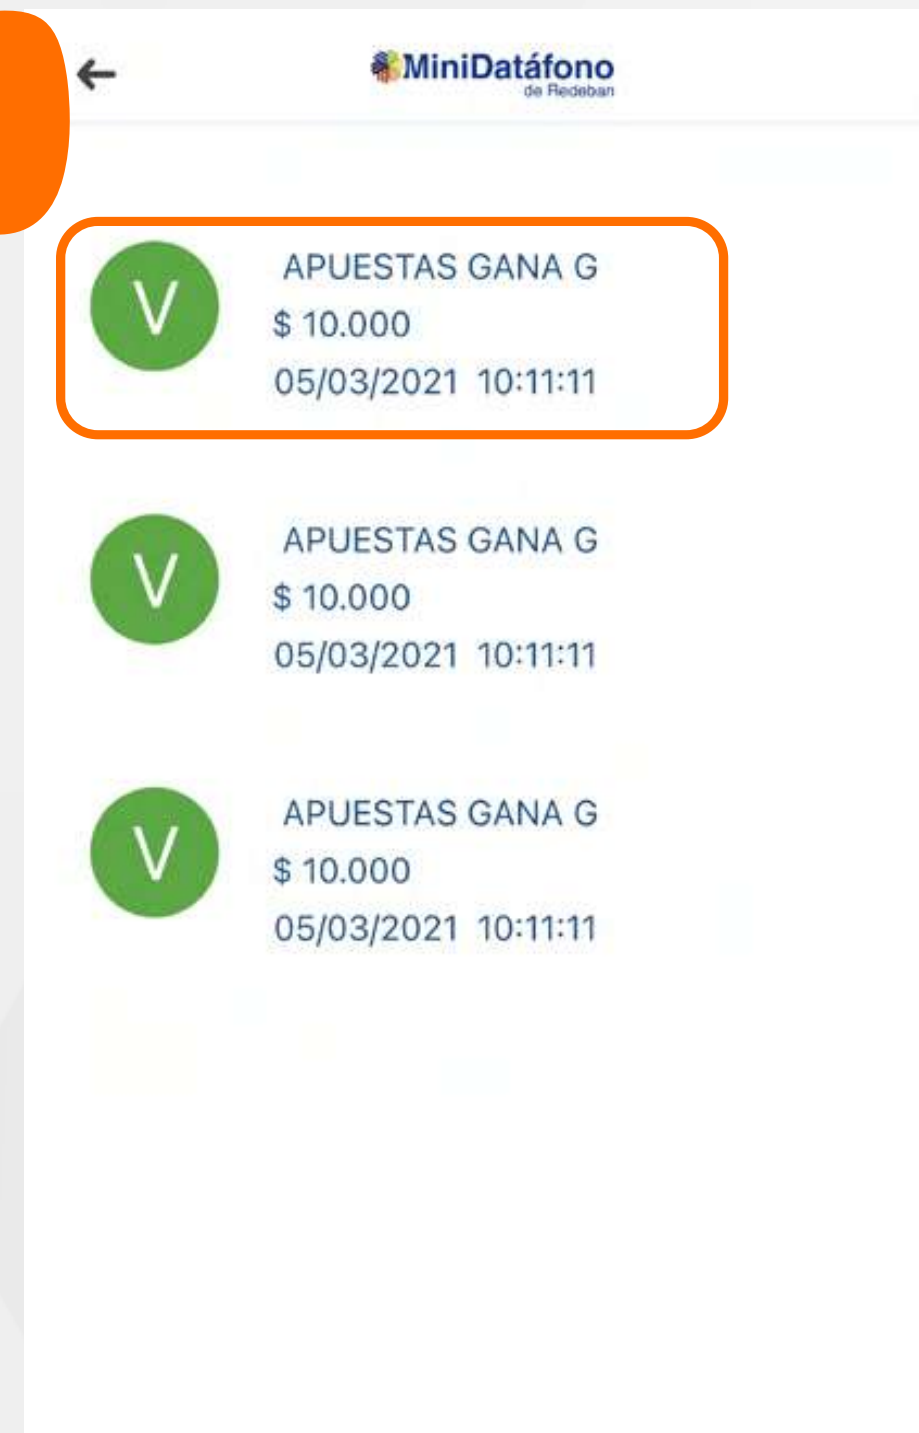 MiniDatáfono
de Redeban
V
APUESTAS GANA G
$ 10.000
05/03/2021 10:11:11
V
APUESTAS GANA G
$ 10.000
05/03/2021 10:11:11
V
APUESTAS GANA G
$ 10.000
05/03/2021 10:11:11